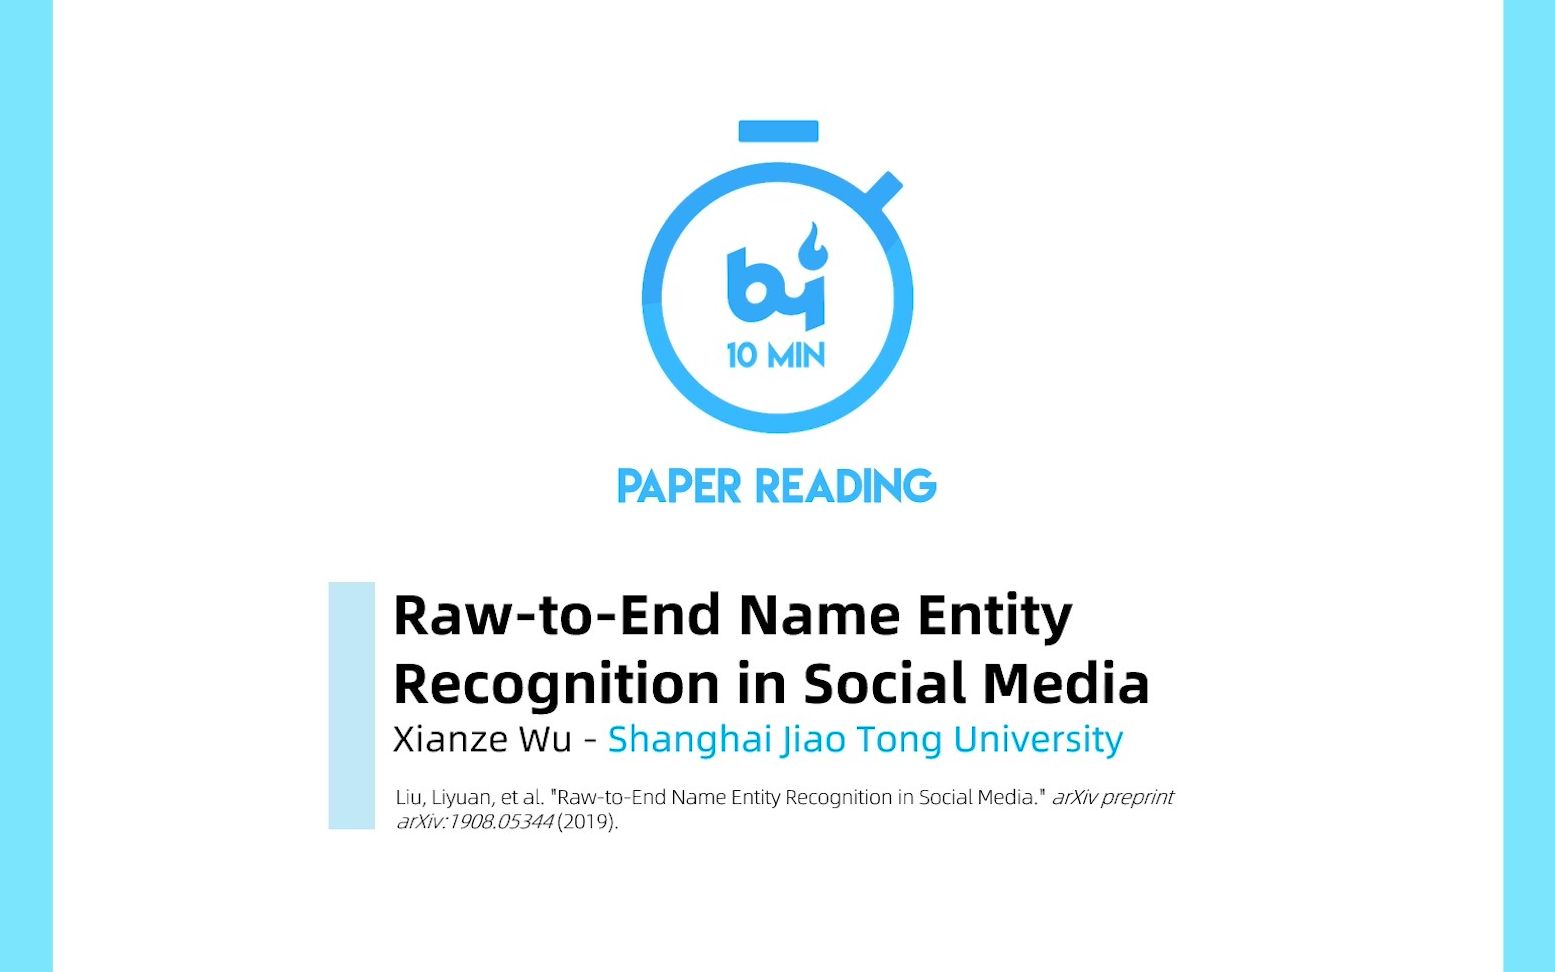 byi
10 MIN
PAPER READING
Raw-to-End Name Entity
Recognition in Social Media
Xianze Wu - Shanghai Jiao Tong University
Liu, Liyuan, et al. "Raw-to-End Name Entity Recognition in Social Media." arXiv preprint
arXiv:1908.05344 (2019).